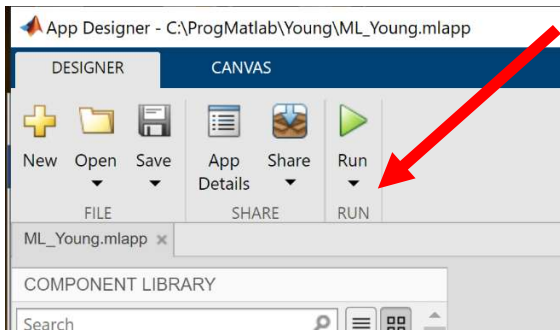 App Designer - C:\ProgMatlab\Young\ML_Young.mlapp
DESIGNER CANVAS
New Open Save App Details Share Run
FILE SHARE RUN
ML_Young.mlapp ×
COMPONENT LIBRARY
Search